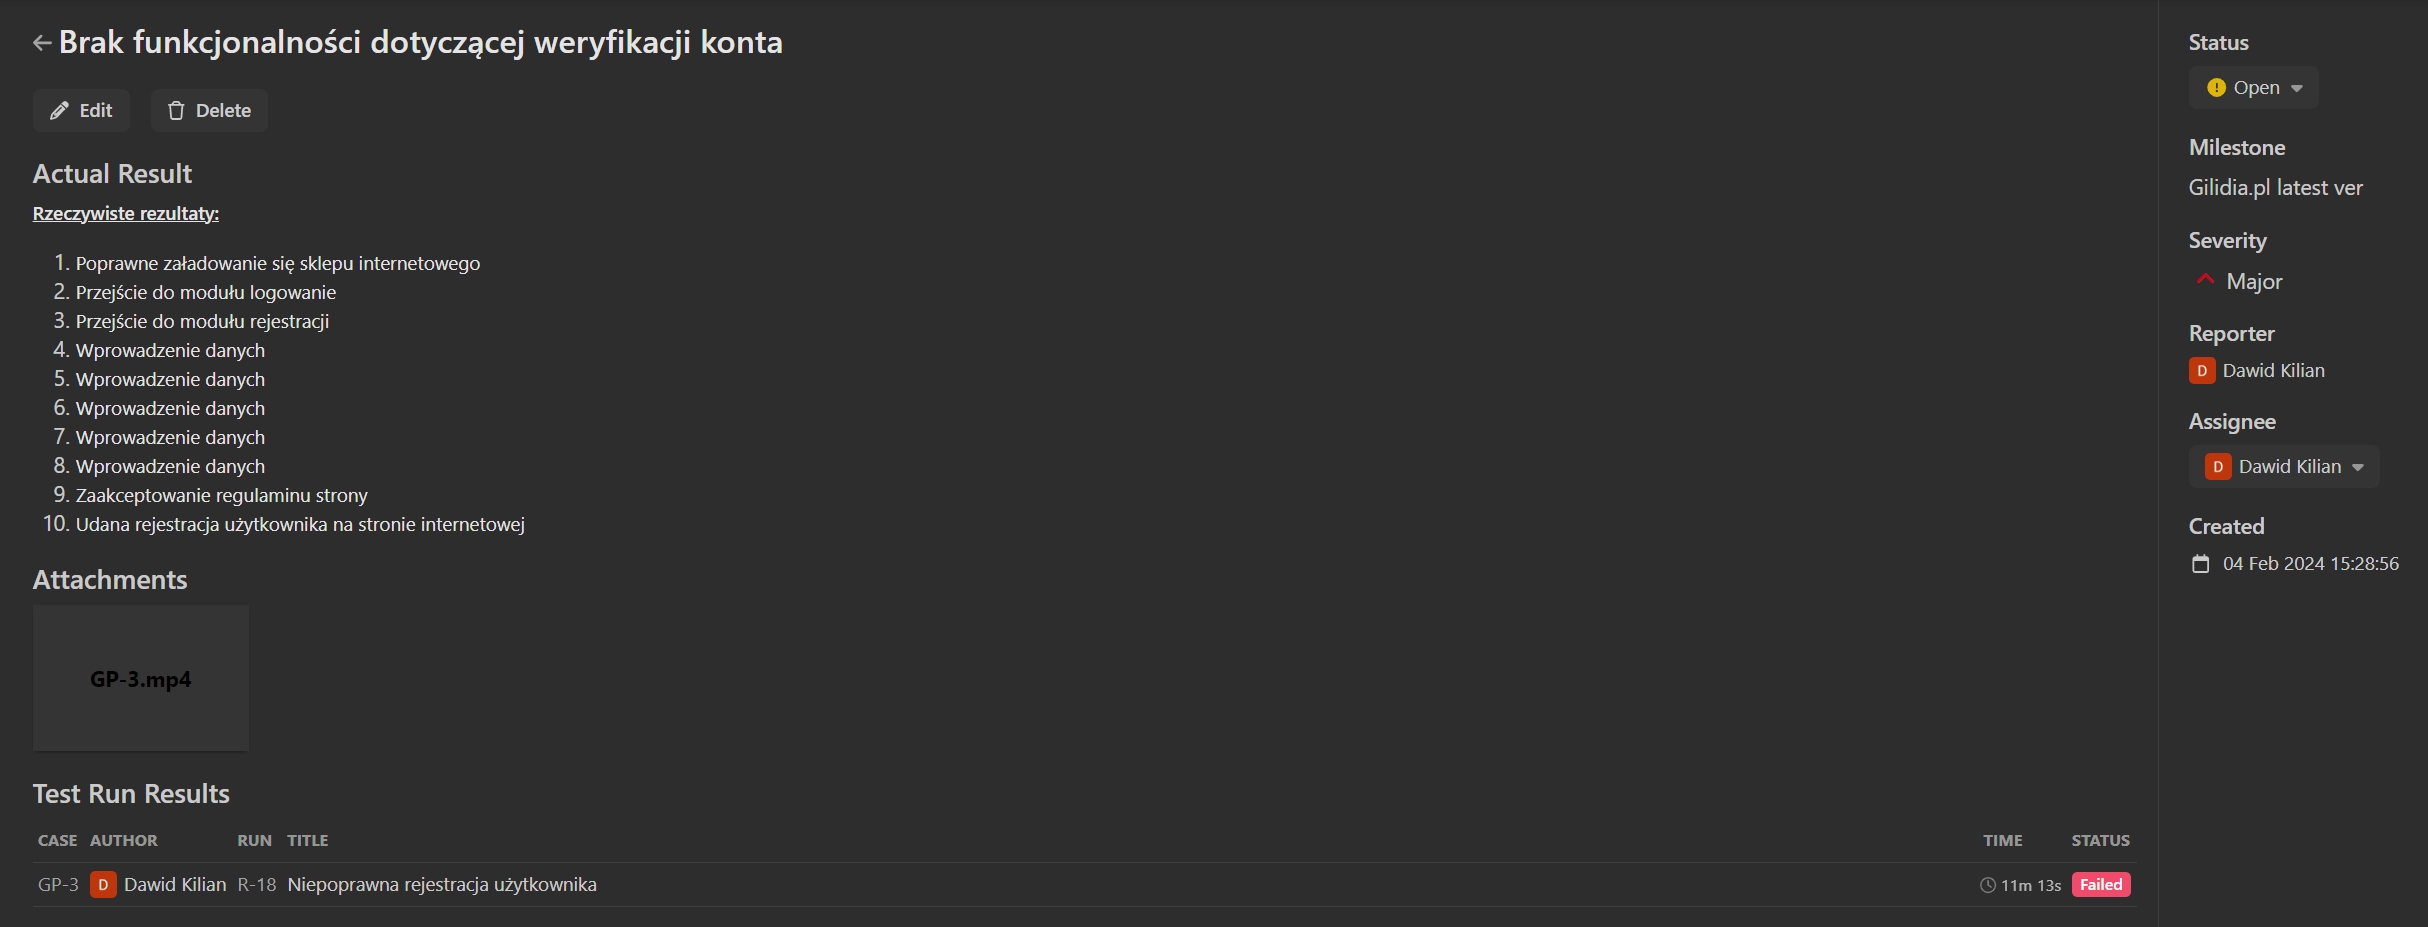 Brak funkcjonalności dotyczącej weryfikacji konta
Edit
Delete
Actual Result
Rzeczywiste rezultaty:
1. Poprawne załadowanie się sklepu internetowego
2. Przejście do modułu logowanie
3. Przejście do modułu rejestracji
4. Wprowadzenie danych
5. Wprowadzenie danych
6. Wprowadzenie danych
7. Wprowadzenie danych
8. Wprowadzenie danych
9. Zaakceptowanie regulaminu strony
10. Udana rejestracja użytkownika na stronie internetowej
Attachments
GP-3.mp4
Test Run Results
CASE AUTHOR RUN TITLE TIME STATUS
GP-3 D Dawid Kilian R-18 Niepoprawna rejestracja użytkownika 11m 13s Failed
Status
Open
Milestone
Gilidia.pl latest ver
Severity
Major
Reporter
D Dawid Kilian
Assignee
D Dawid Kilian
Created
04 Feb 2024 15:28:56